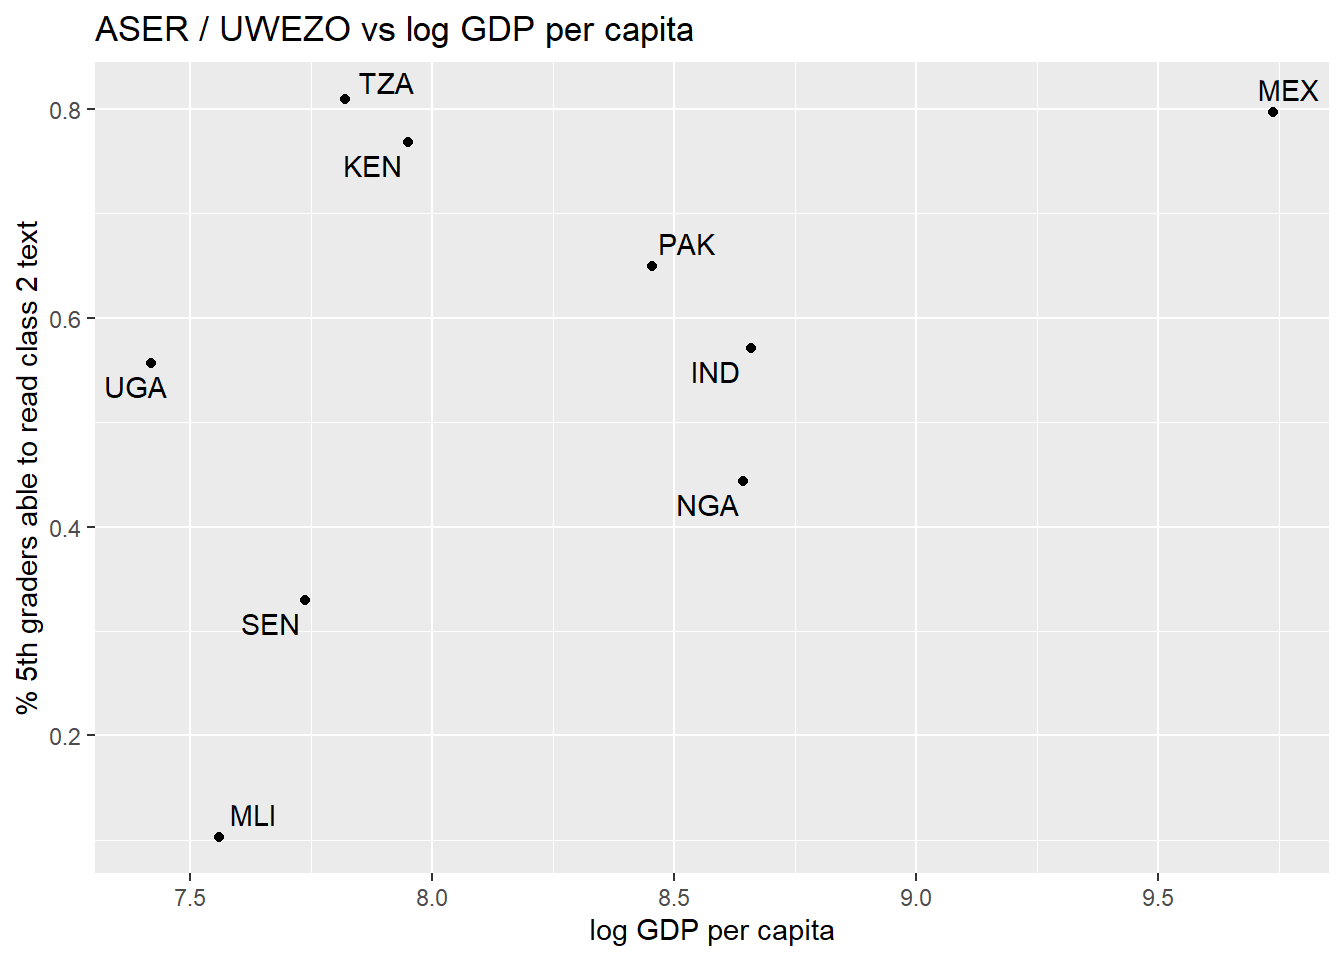 ASER / UWEZO vs log GDP per capita
% 5th graders able to read class 2 text
0.8
0.6
0.4
0.2
TZA
MEX
KEN
PAK
IND
UGA
NGA
SEN
MLI
7.5 8.0 8.5 9.0 9.5
log GDP per capita